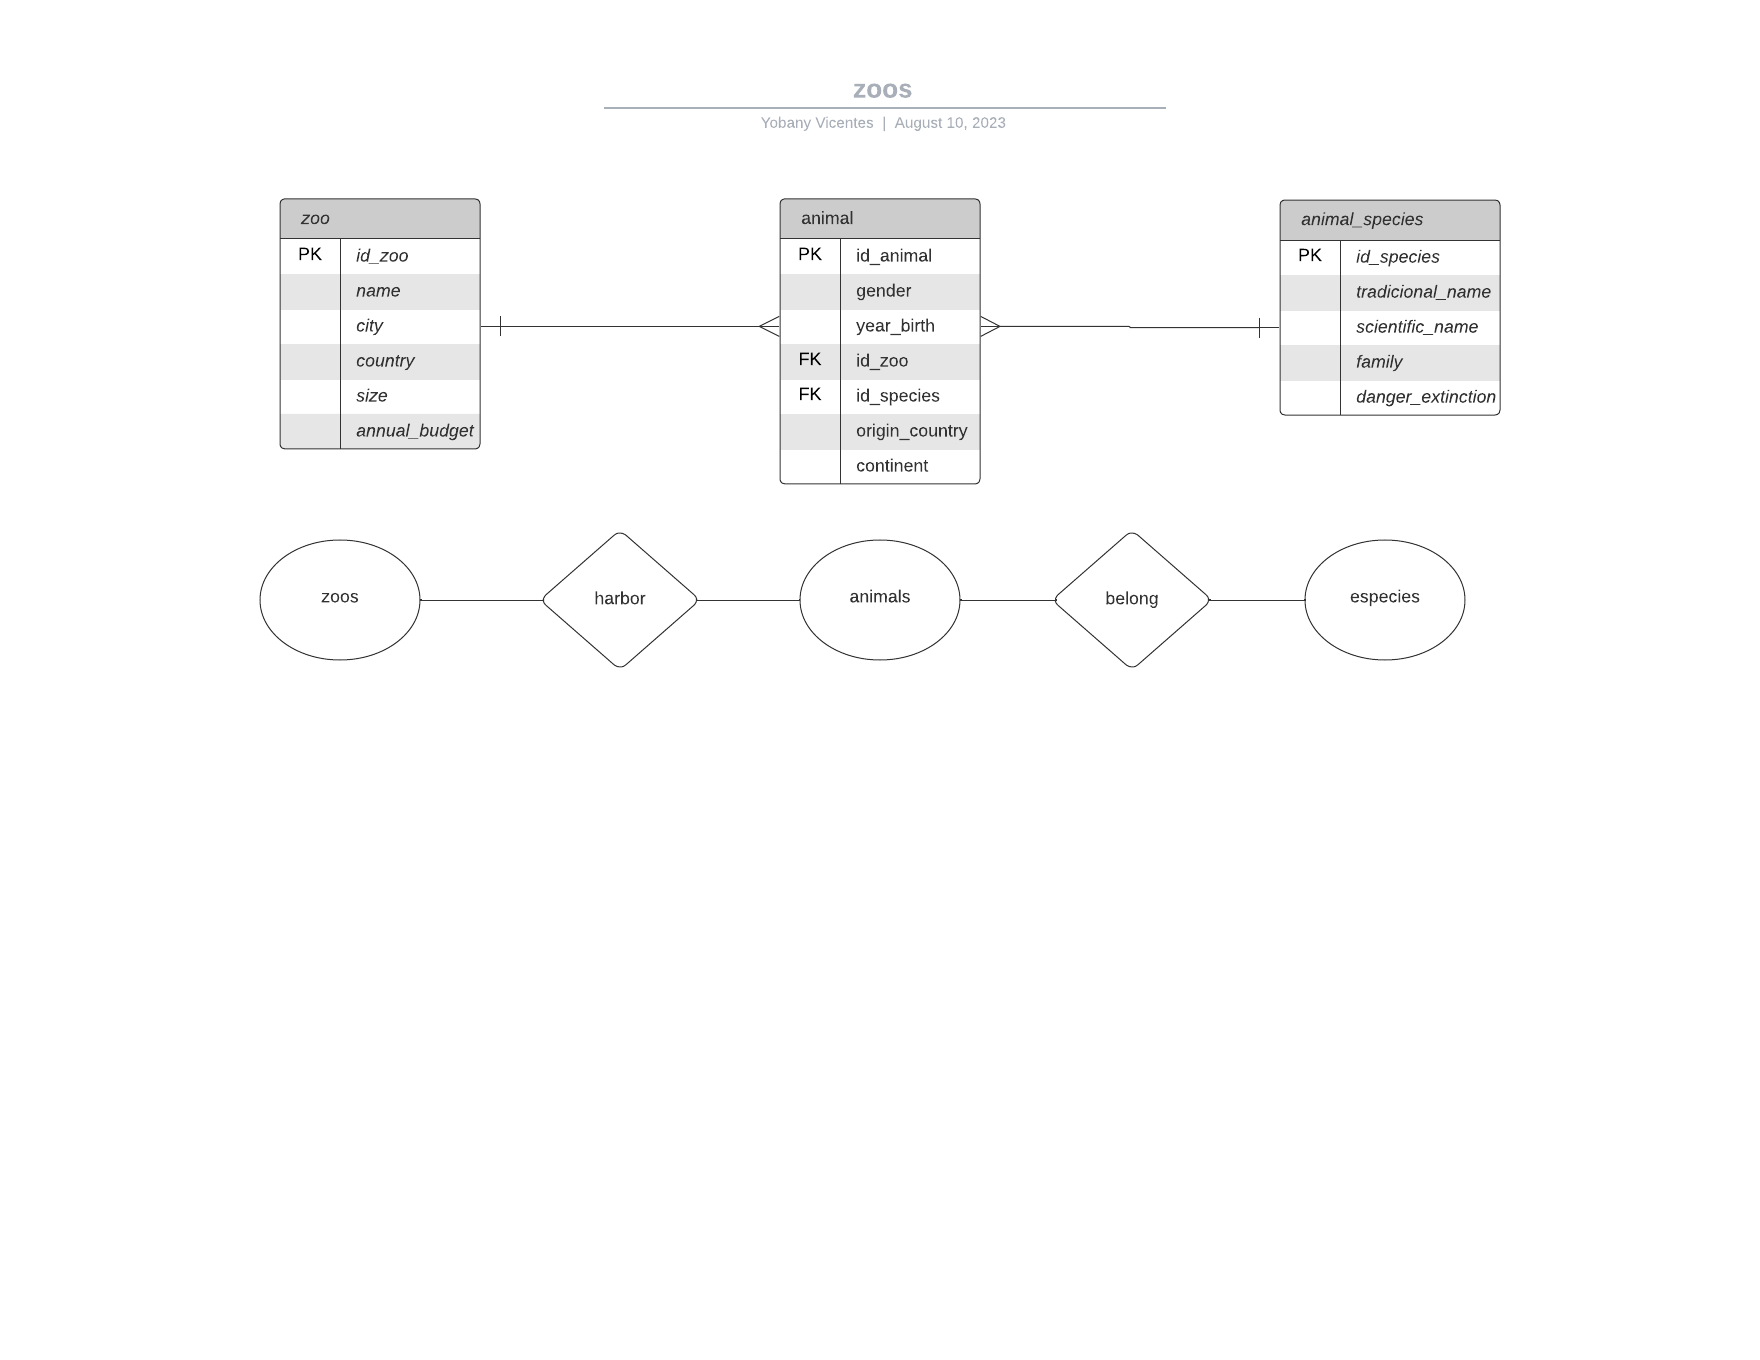 zoos
Yobany Vicentes | August 10, 2023
zoo
PK id_zoo
name
city
country
size
annual_budget
animal
PK id_animal
gender
year_birth
FK id_zoo
FK id_species
origin_country
continent
animal_species
PK id_species
tradicional_name
scientific_name
family
danger_extinction
zoos
harbor
animals
belong
especies